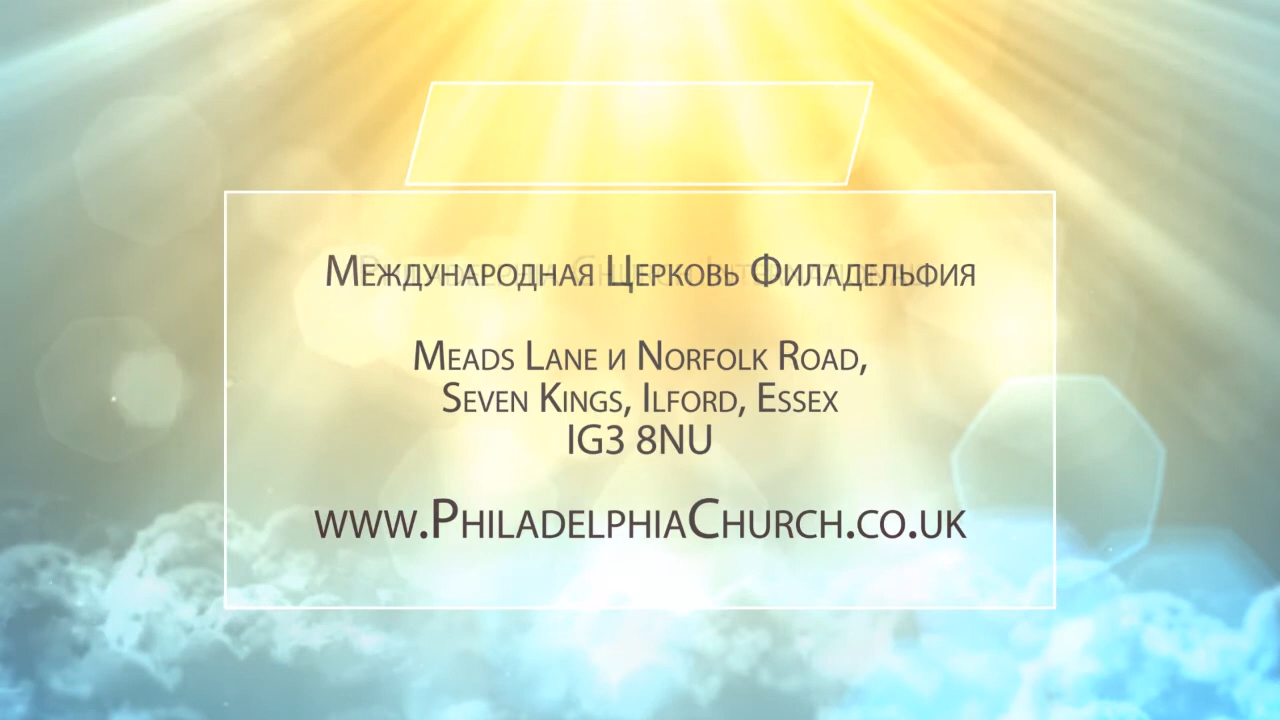 Международная Церковь Филадельфия
Meads Lane и Norfolk Road,
Seven Kings, Ilford, Essex
IG3 8NU
www.PhiladelphiaChurch.co.uk